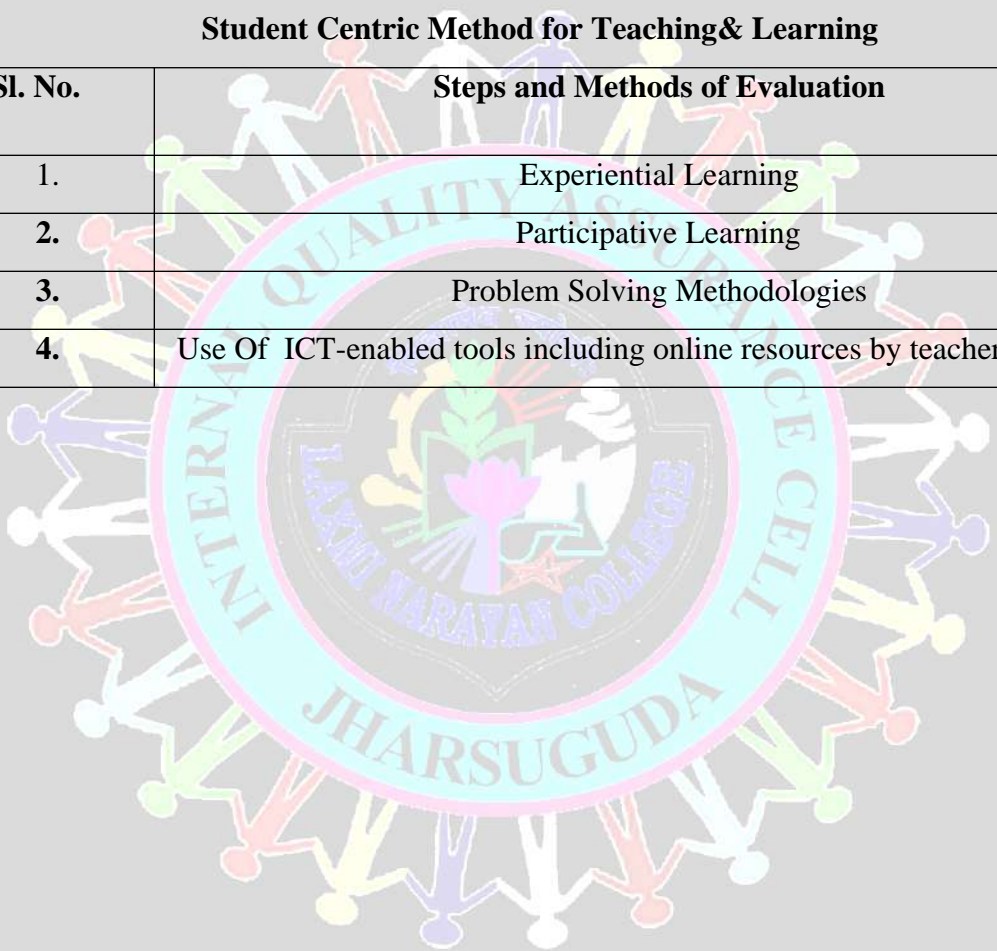 Student Centric Method for Teaching& Learning
Sl. No. Steps and Methods of Evaluation
1. Experiential Learning
2. Participative Learning
3. Problem Solving Methodologies
4. Use Of ICT-enabled tools including online resources by teacher
INTERNAL QUALITY ASSURANCE CELL
LAXMI NARAYAN COLLEGE
JHARSUGUDA